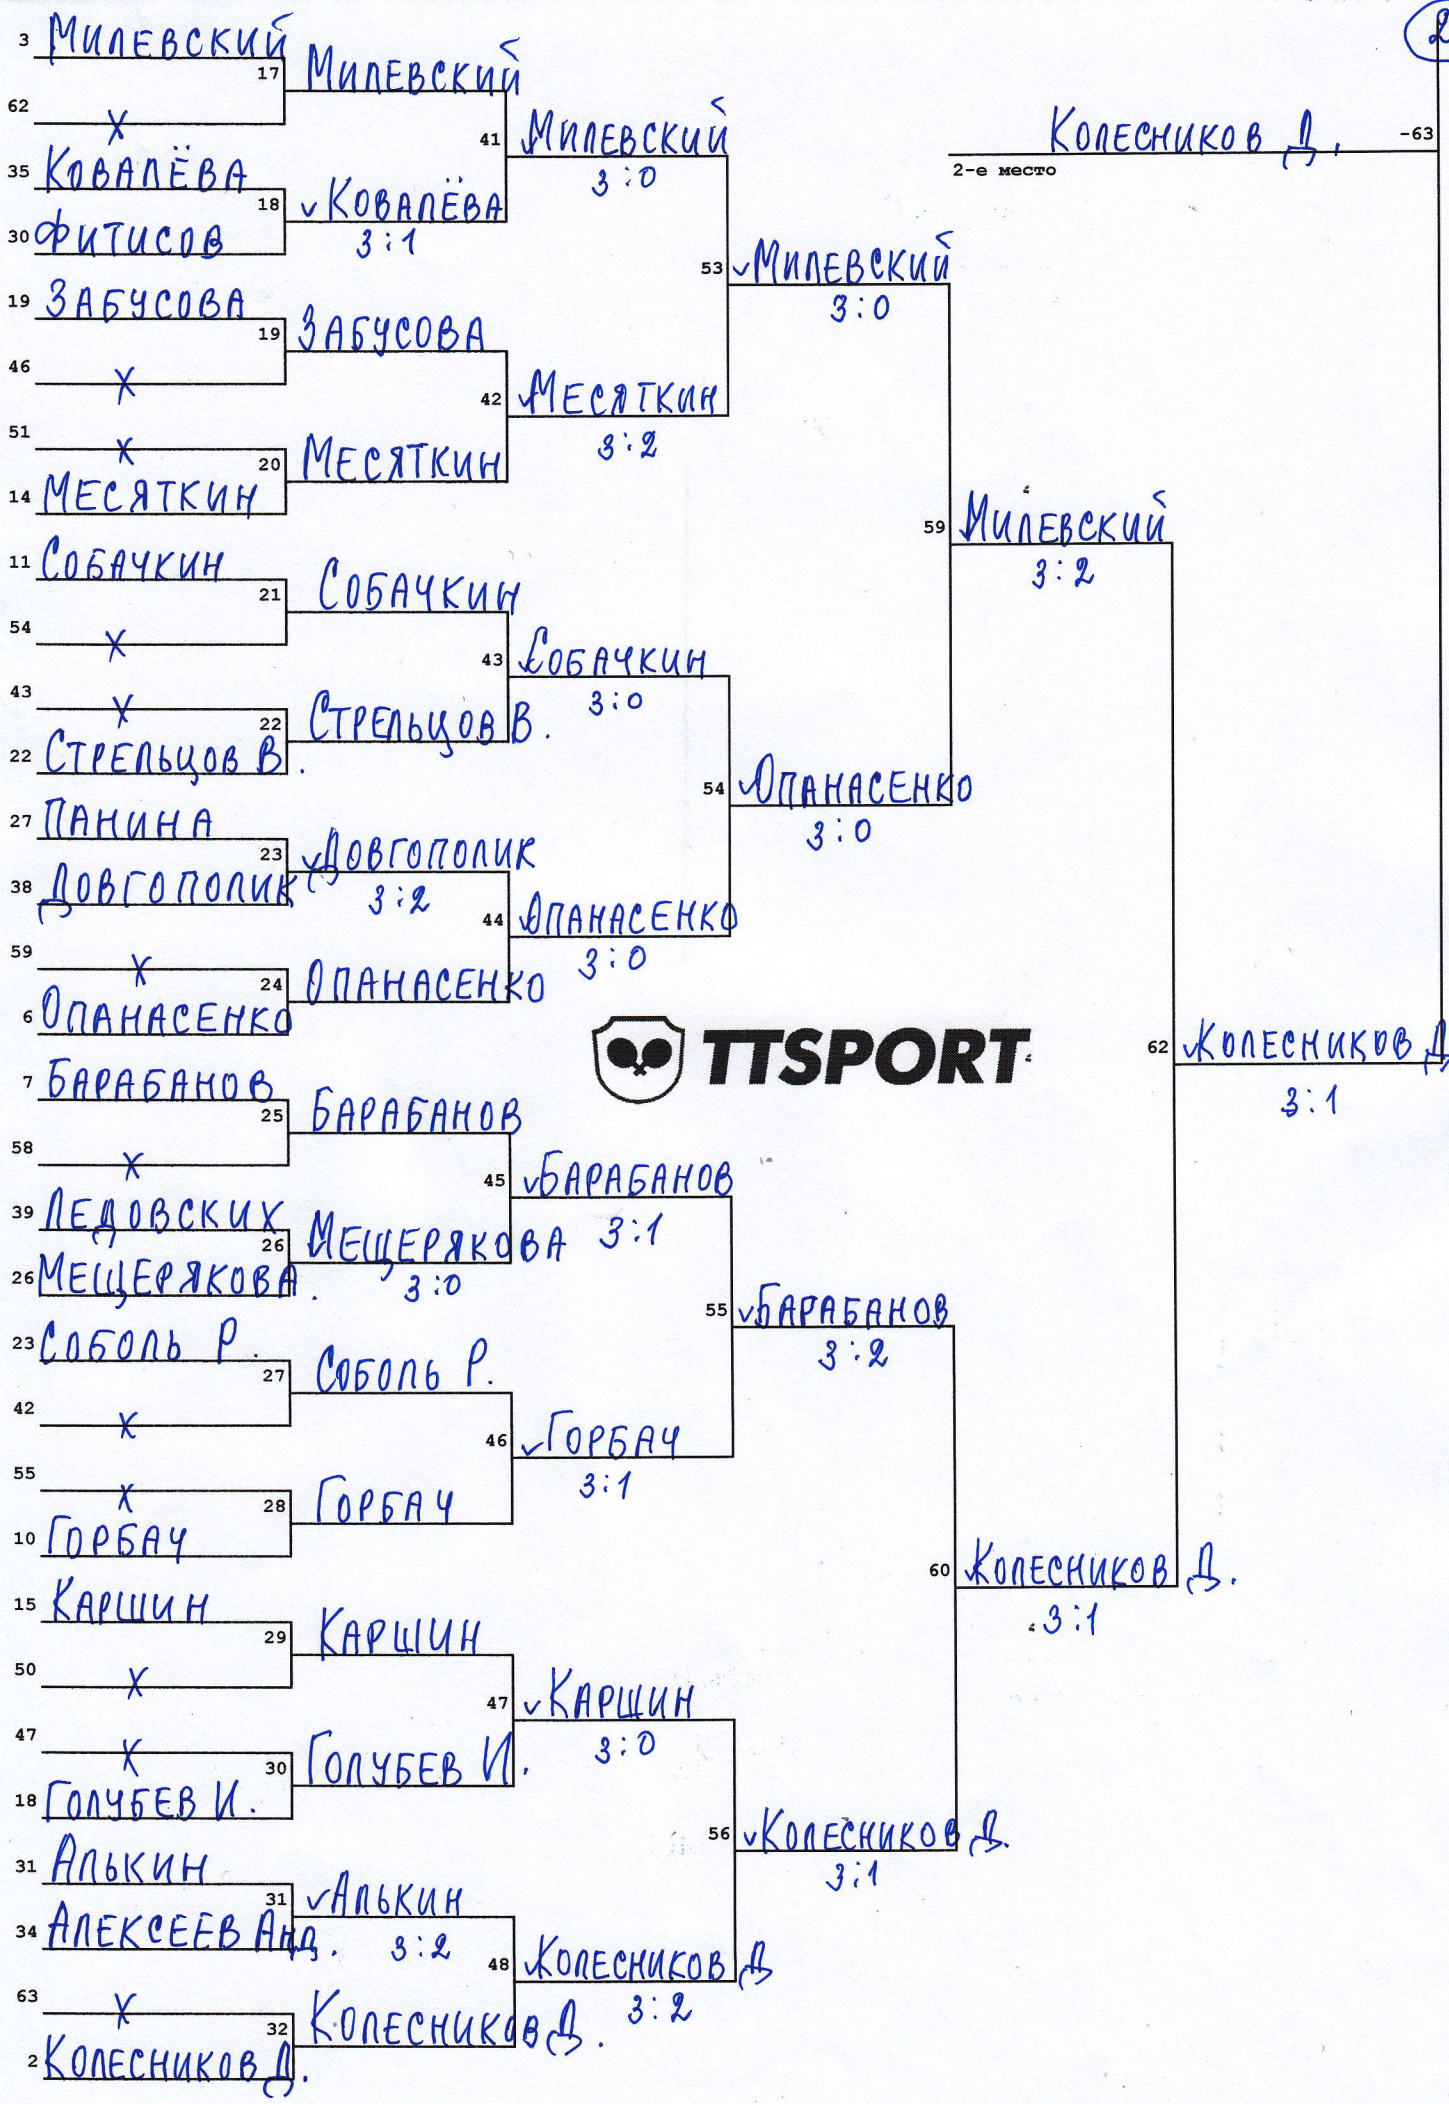 3 МИЛЕВСКИЙ
17 МИЛЕВСКИЙ
62 X
41 МИЛЕВСКИЙ
3:0
35 КОВАЛЁВА
18 КОВАЛЁВА
3:1
30 ФИТИСОВ
53 МИЛЕВСКИЙ
3:0
19 ЗАБУСОВА
19 ЗАБУСОВА
46 X
42 МЕСЯТКИН
3:2
51 X
20 МЕСЯТКИН
14 МЕСЯТКИН
59 МИЛЕВСКИЙ
3:2
11 СОБАЧКИН
21 СОБАЧКИН
54 X
43 СОБАЧКИН
3:0
43 X
22 СТРЕЛЬЦОВ В.
22 СТРЕЛЬЦОВ В.
54 ОПАНАСЕНКО
3:0
27 ПАНИНА
23 ДОВГОПОЛИК
3:2
38 ДОВГОПОЛИК
44 ОПАНАСЕНКО
3:0
59 X
24 ОПАНАСЕНКО
6 ОПАНАСЕНКО
TTSPORT
62 КОЛЕСНИКОВ Д
3:1
7 БАРАБАНОВ
25 БАРАБАНОВ
58 X
45 БАРАБАНОВ
3:1
39 ЛЕДОВСКИХ
26 МЕЩЕРЯКОВА
3:0
26 МЕЩЕРЯКОВА.
55 БАРАБАНОВ
3:2
23 СОБОЛЬ Р.
27 СОБОЛЬ Р.
42 X
46 ГОРБАЧ
3:1
55 X
28 ГОРБАЧ
10 ГОРБАЧ
60 КОЛЕСНИКОВ Д.
3:1
15 КАРШИН
29 КАРШИН
50 X
47 КАРШИН
3:0
47 X
30 ГОЛУБЕВ И.
18 ГОЛУБЕВ И.
56 КОЛЕСНИКОВ Д.
3:1
31 АЛЬКИН
31 АЛЬКИН
3:2
34 АЛЕКСЕЕВ АНД.
48 КОЛЕСНИКОВ Д
3:2
63 X
32 КОЛЕСНИКОВ Д.
2 КОЛЕСНИКОВ Д.
2
КОЛЕСНИКОВ Д. -63
2-е место